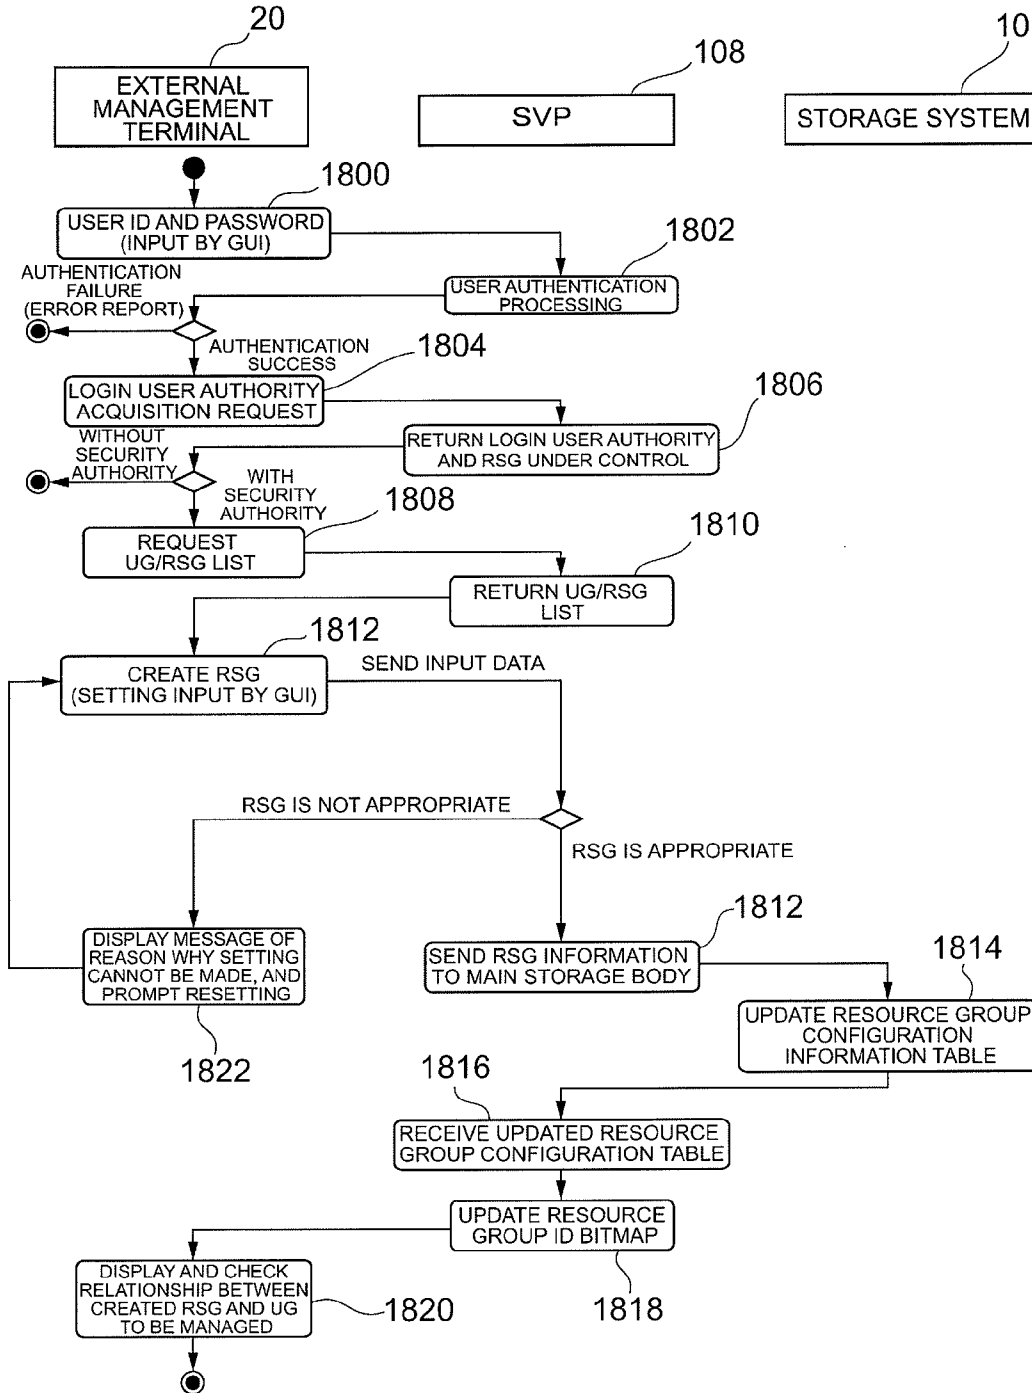 20
108
10
EXTERNAL
MANAGEMENT
TERMINAL
SVP
STORAGE SYSTEM
1800
USER ID AND PASSWORD
(INPUT BY GUI)
1802
USER AUTHENTICATION
PROCESSING
AUTHENTICATION
FAILURE
(ERROR REPORT)
AUTHENTICATION
SUCCESS
1804
LOGIN USER AUTHORITY
ACQUISITION REQUEST
1806
RETURN LOGIN USER AUTHORITY
AND RSG UNDER CONTROL
WITHOUT
SECURITY
AUTHORITY
WITH
SECURITY
AUTHORITY
1808
REQUEST
UG/RSG LIST
1810
RETURN UG/RSG
LIST
1812
CREATE RSG
(SETTING INPUT BY GUI)
SEND INPUT DATA
RSG IS NOT APPROPRIATE
RSG IS APPROPRIATE
1812
SEND RSG INFORMATION
TO MAIN STORAGE BODY
DISPLAY MESSAGE OF
REASON WHY SETTING
CANNOT BE MADE, AND
PROMPT RESETTING
1822
1814
UPDATE RESOURCE GROUP
CONFIGURATION
INFORMATION TABLE
1816
RECEIVE UPDATED RESOURCE
GROUP CONFIGURATION TABLE
UPDATE RESOURCE
GROUP ID BITMAP
1818
DISPLAY AND CHECK
RELATIONSHIP BETWEEN
CREATED RSG AND UG
TO BE MANAGED
1820